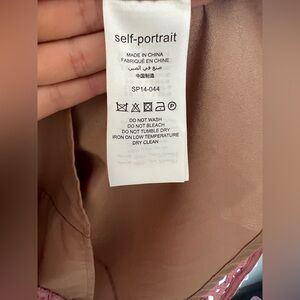 self-portrait
MADE IN CHINA
FABRIQUÉ EN CHINE
صنع في الصين
中国制造
SP14-044
DO NOT WASH
DO NOT BLEACH
DO NOT TUMBLE DRY
IRON ON LOW TEMPERATURE
DRY CLEAN